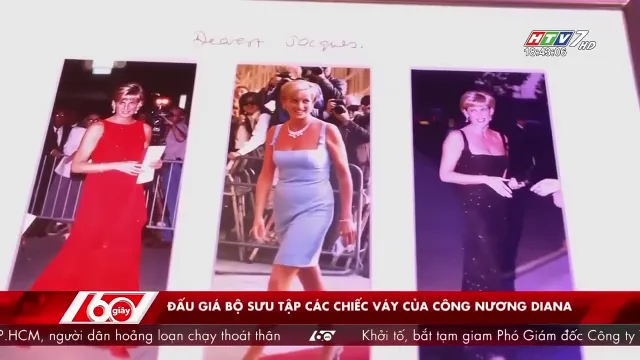 Dearest Jacques.
HTV7 HD
18:43:06
60 giây
ĐẤU GIÁ BỘ SƯU TẬP CÁC CHIẾC VÁY CỦA CÔNG NƯƠNG DIANA
P.HCM, người dân hoảng loạn chạy thoát thân 60 Khởi tố, bắt tạm giam Phó Giám đốc Công ty